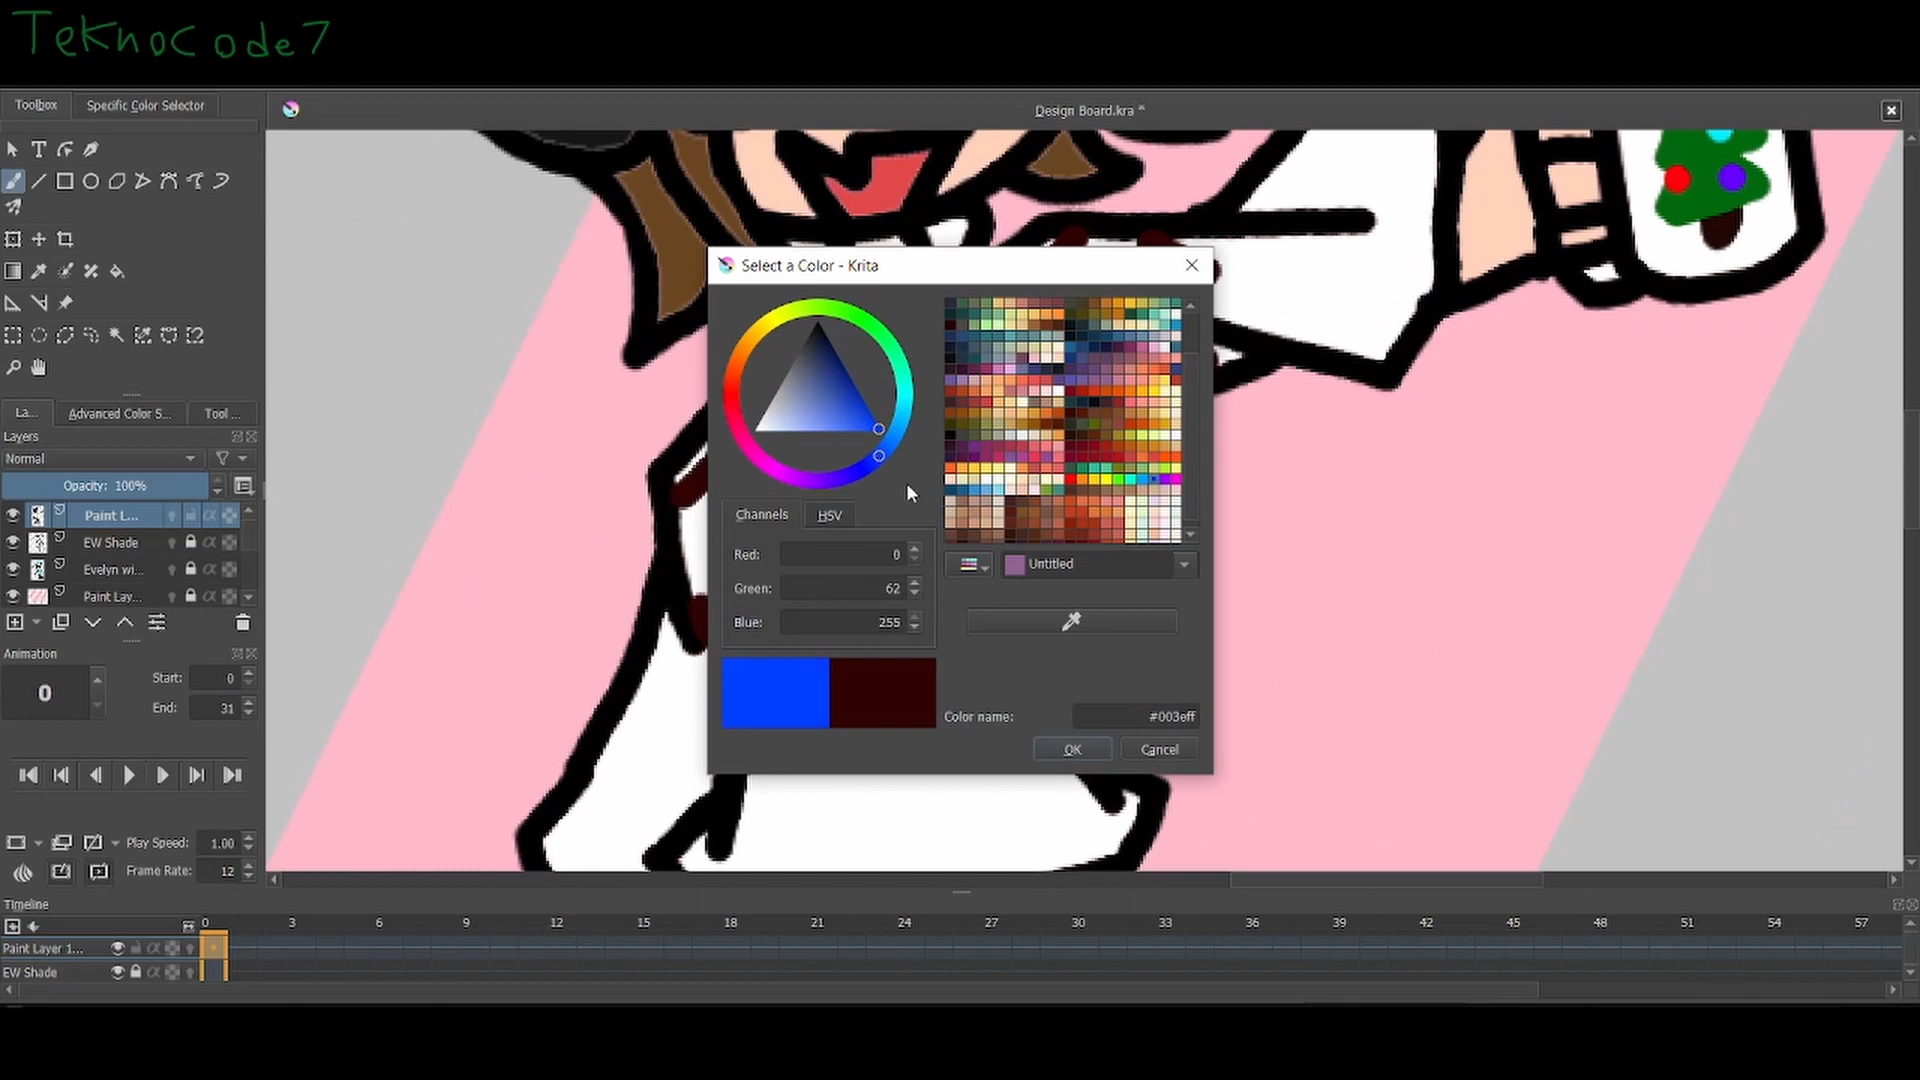 TeKnoCode7
Toolbox
Specific Color Selector
Design Board.kra *
T
Select a Color - Krita
La...
Advanced Color S...
Tool ...
Layers
Normal
Opacity: 100%
Paint L...
EW Shade
Evelyn wi...
Paint Lay...
Channels
HSV
Red:
0
Green:
62
Blue:
255
Untitled
Color name:
#003eff
OK
Cancel
Animation
0
Start:
0
End:
31
Play Speed:
1.00
Frame Rate:
12
Timeline
0 3 6 9 12 15 18 21 24 27 30 33 36 39 42 45 48 51 54 57
Paint Layer 1...
EW Shade